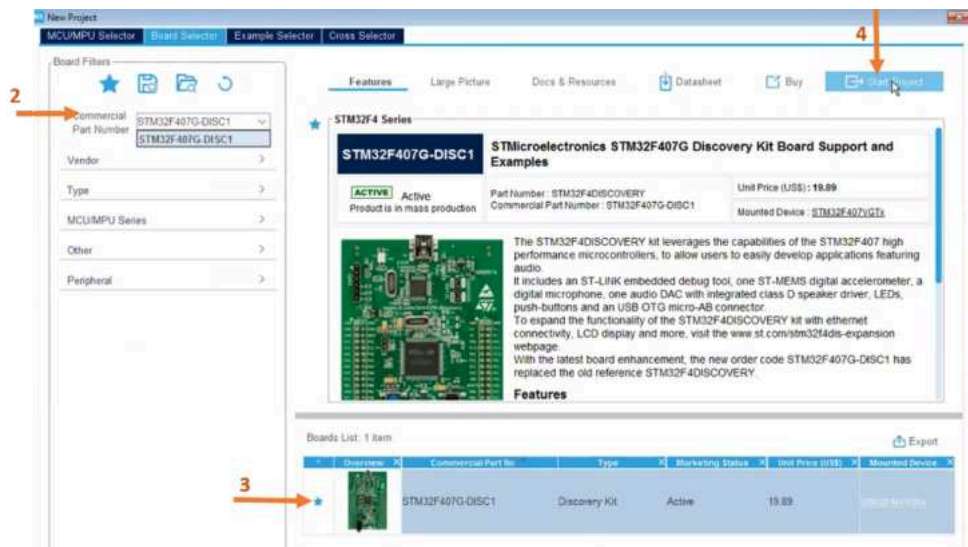 New Project
MCU/MPU Selector Board Selector Example Selector Cross Selector
4
Board Filters
Features Large Picture Docs & Resources Datasheet Buy Start Project
2
Commercial Part Number STM32F407G-DISC1
STM32F407G-DISC1
Vendor
Type
MCU/MPU Series
Other
Peripheral
STM32F4 Series
STM32F407G-DISC1
STMicroelectronics STM32F407G Discovery Kit Board Support and
Examples
ACTIVE Active
Product is in mass production
Part Number : STM32F4DISCOVERY
Commercial Part Number : STM32F407G-DISC1
Unit Price (US$) : 19.89
Mounted Device : STM32F407VGTx
The STM32F4DISCOVERY kit leverages the capabilities of the STM32F407 high
performance microcontrollers, to allow users to easily develop applications featuring
audio.
It includes an ST-LINK embedded debug tool, one ST-MEMS digital accelerometer, a
digital microphone, one audio DAC with integrated class D speaker driver, LEDs,
push-buttons and an USB OTG micro-AB connector.
To expand the functionality of the STM32F4DISCOVERY kit with ethernet
connectivity, LCD display and more, visit the www.st.com/stm32f4dis-expansion
webpage.
With the latest board enhancement, the new order code STM32F407G-DISC1 has
replaced the old reference STM32F4DISCOVERY.
Features
Boards List: 1 item
Export
* Overview Commercial Part No Type Marketing Status Unit Price (US$) Mounted Device
3
STM32F407G-DISC1 Discovery Kit Active 19.89